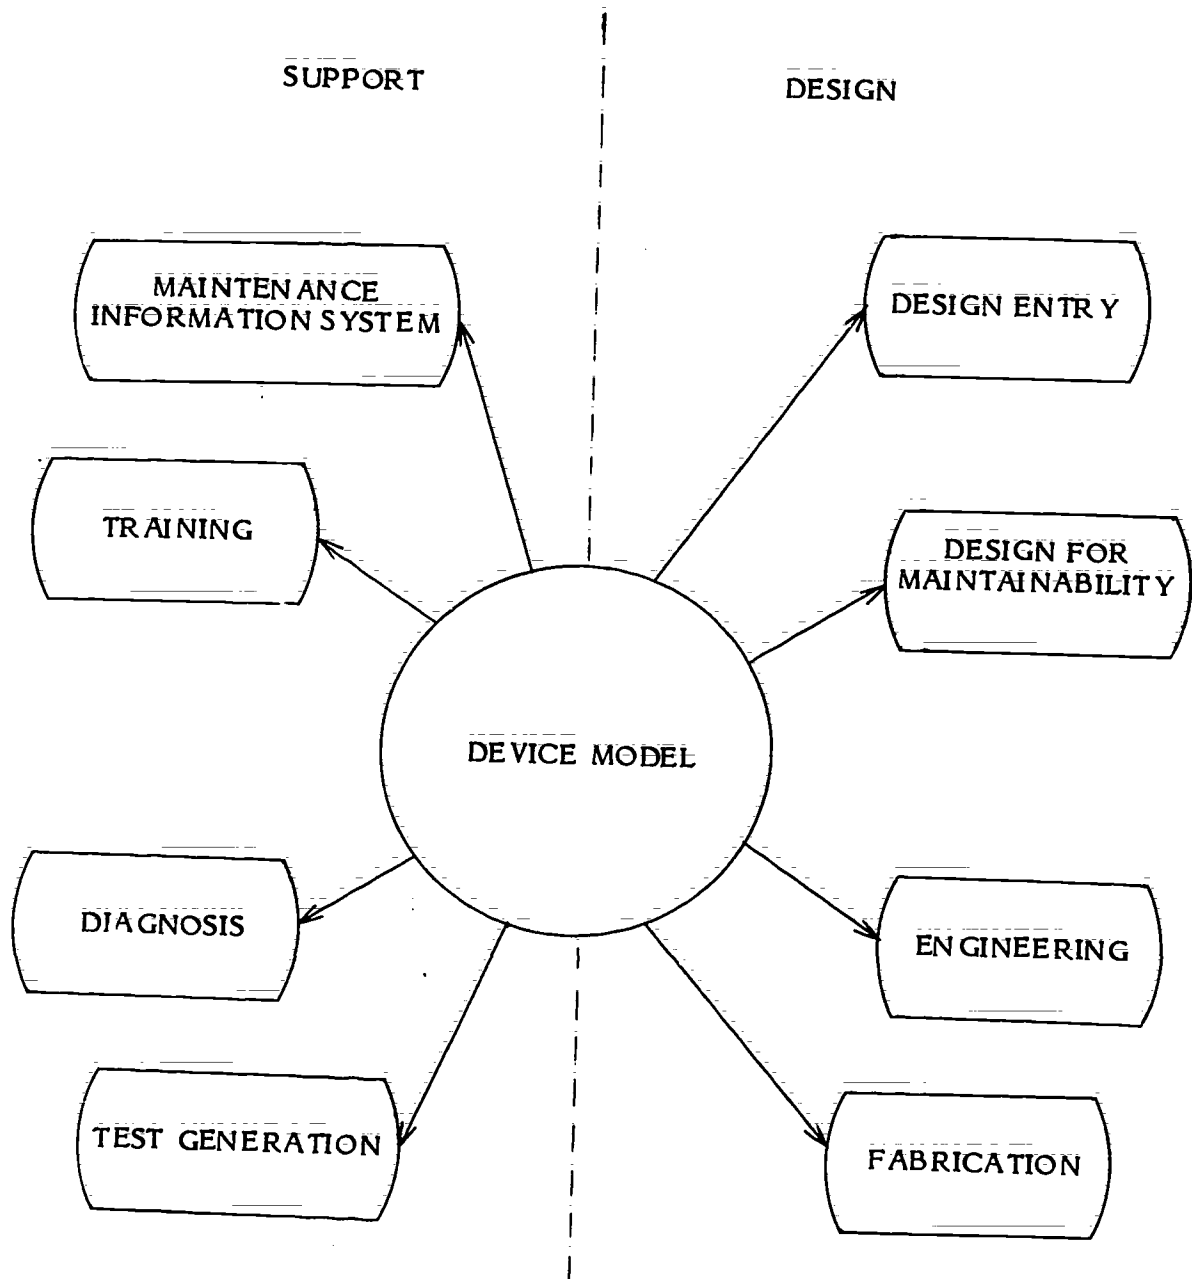 SUPPORT
DESIGN
MAINTENANCE
INFORMATION SYSTEM
DESIGN ENTRY
TRAINING
DESIGN FOR
MAINTAINABILITY
DEVICE MODEL
DIAGNOSIS
ENGINEERING
TEST GENERATION
FABRICATION